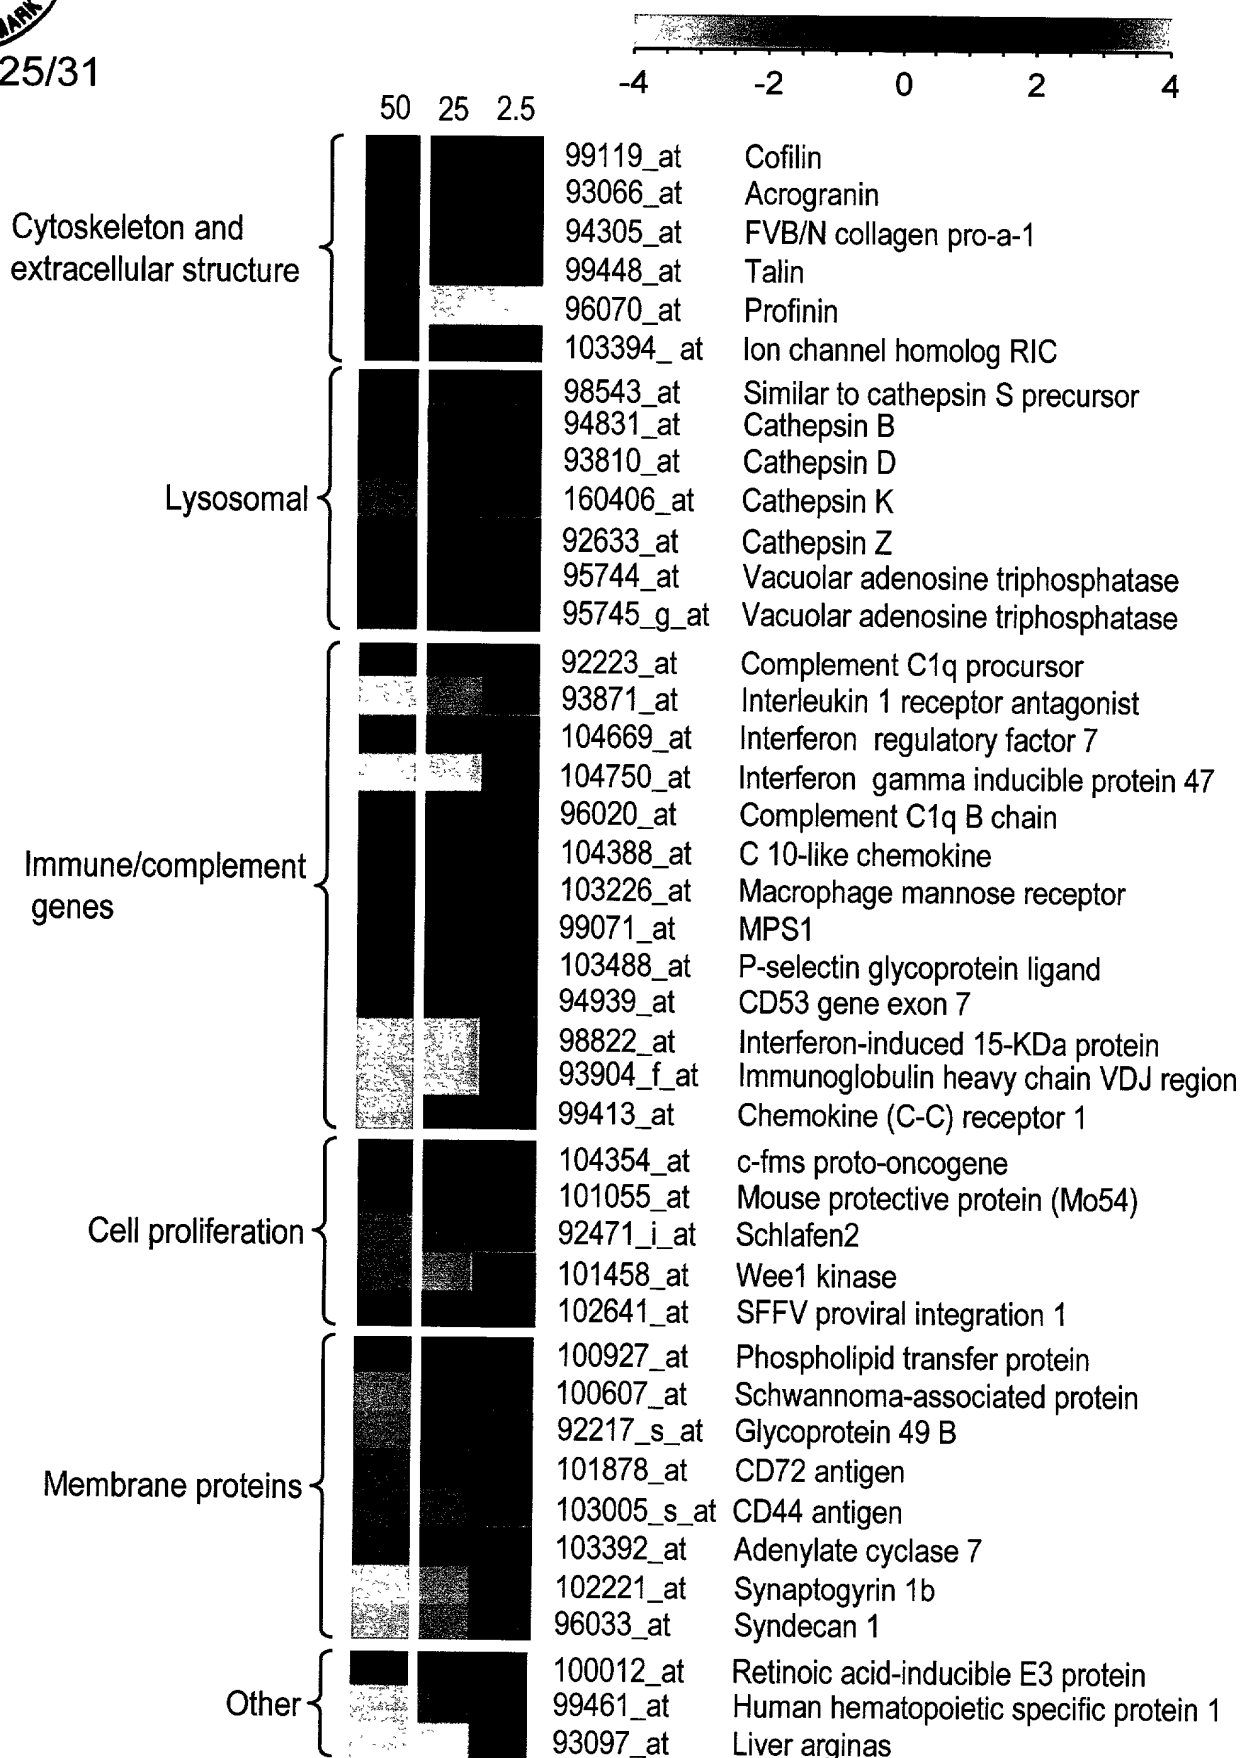 MARK
25/31
-4 -2 0 2 4
50 25 2.5
Cytoskeleton and
extracellular structure
99119_at Cofilin
93066_at Acrogranin
94305_at FVB/N collagen pro-a-1
99448_at Talin
96070_at Profinin
103394_ at Ion channel homolog RIC
Lysosomal
98543_at Similar to cathepsin S precursor
94831_at Cathepsin B
93810_at Cathepsin D
160406_at Cathepsin K
92633_at Cathepsin Z
95744_at Vacuolar adenosine triphosphatase
95745_g_at Vacuolar adenosine triphosphatase
Immune/complement
genes
92223_at Complement C1q procursor
93871_at Interleukin 1 receptor antagonist
104669_at Interferon regulatory factor 7
104750_at Interferon gamma inducible protein 47
96020_at Complement C1q B chain
104388_at C 10-like chemokine
103226_at Macrophage mannose receptor
99071_at MPS1
103488_at P-selectin glycoprotein ligand
94939_at CD53 gene exon 7
98822_at Interferon-induced 15-KDa protein
93904_f_at Immunoglobulin heavy chain VDJ region
99413_at Chemokine (C-C) receptor 1
Cell proliferation
104354_at c-fms proto-oncogene
101055_at Mouse protective protein (Mo54)
92471_i_at Schlafen2
101458_at Wee1 kinase
102641_at SFFV proviral integration 1
Membrane proteins
100927_at Phospholipid transfer protein
100607_at Schwannoma-associated protein
92217_s_at Glycoprotein 49 B
101878_at CD72 antigen
103005_s_at CD44 antigen
103392_at Adenylate cyclase 7
102221_at Synaptogyrin 1b
96033_at Syndecan 1
Other
100012_at Retinoic acid-inducible E3 protein
99461_at Human hematopoietic specific protein 1
93097_at Liver arginas